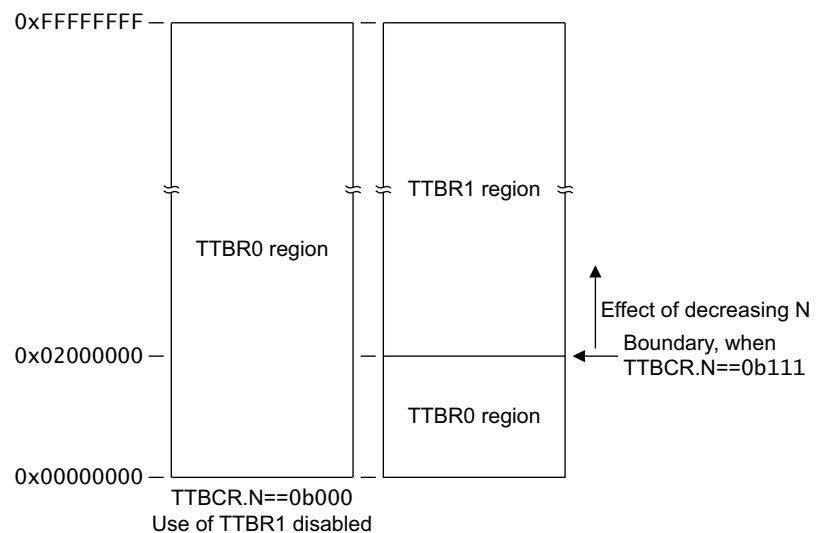 0xFFFFFFFF
TTBR1 region
TTBR0 region
Effect of decreasing N
0x02000000
Boundary, when
TTBCR.N==0b111
TTBR0 region
0x00000000
TTBCR.N==0b000
Use of TTBR1 disabled